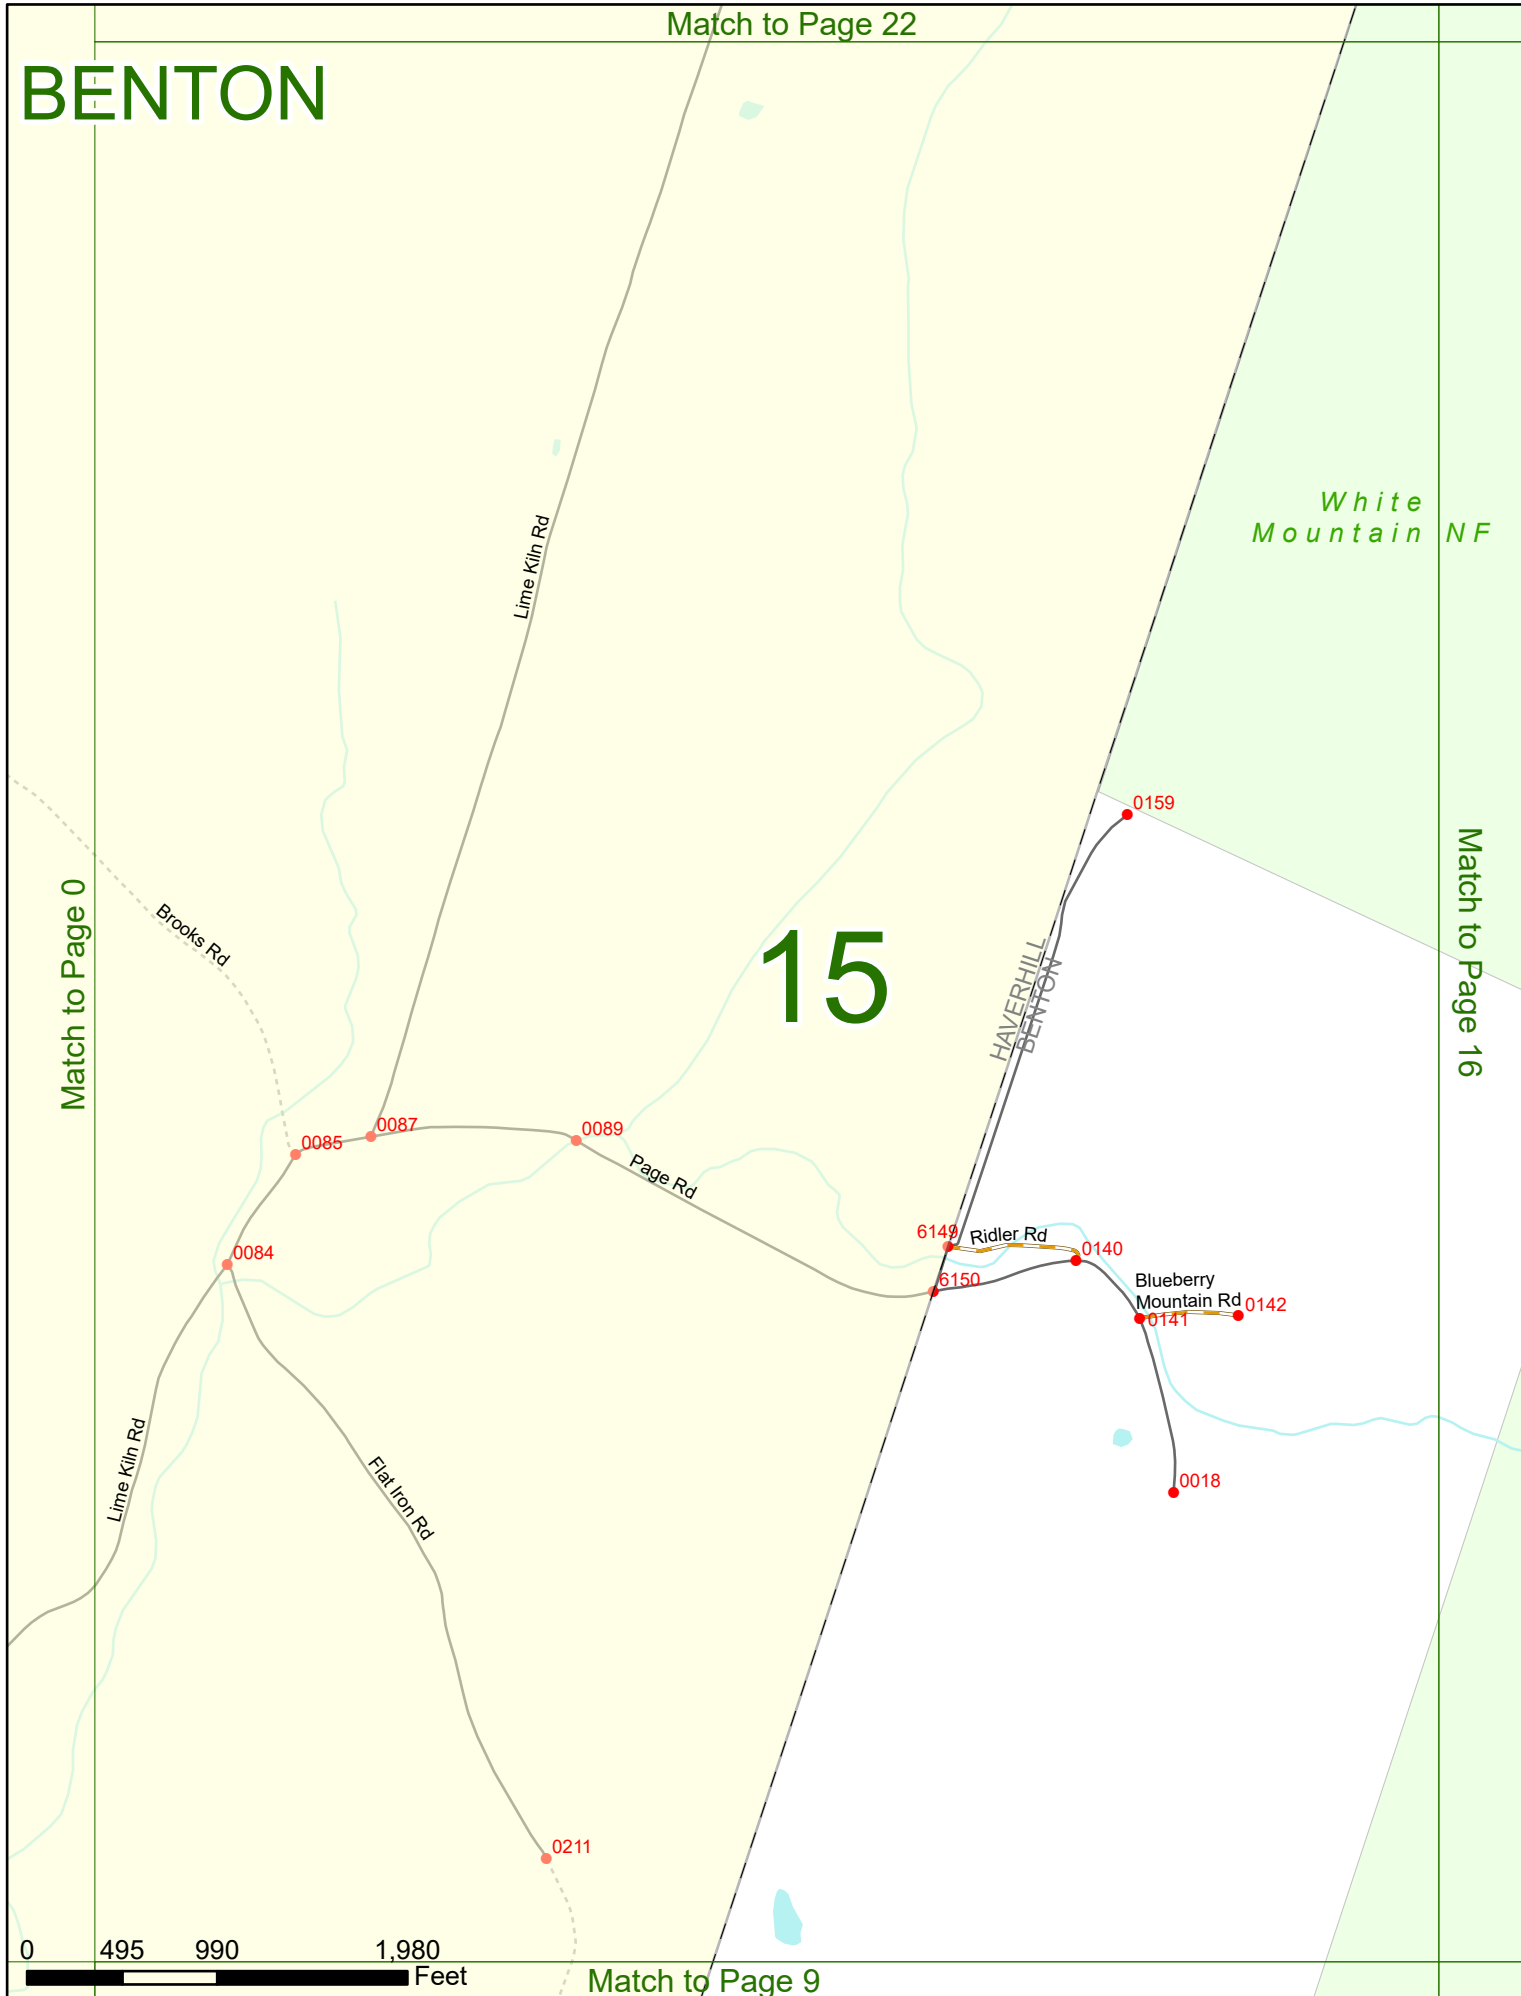 Match to Page 22
BENTON
White
Mountain NF
Lime Kiln Rd
0159
Match to Page 16
Match to Page 0
Brooks Rd
15
HAVERHILL
BENTON
0087
0089
0085
Page Rd
6149
Ridler Rd
0140
0084
6150
Blueberry
Mountain Rd
0142
0141
Lime Kiln Rd
Flat Iron Rd
0018
0211
0 495 990 1,980
Feet
Match to Page 9